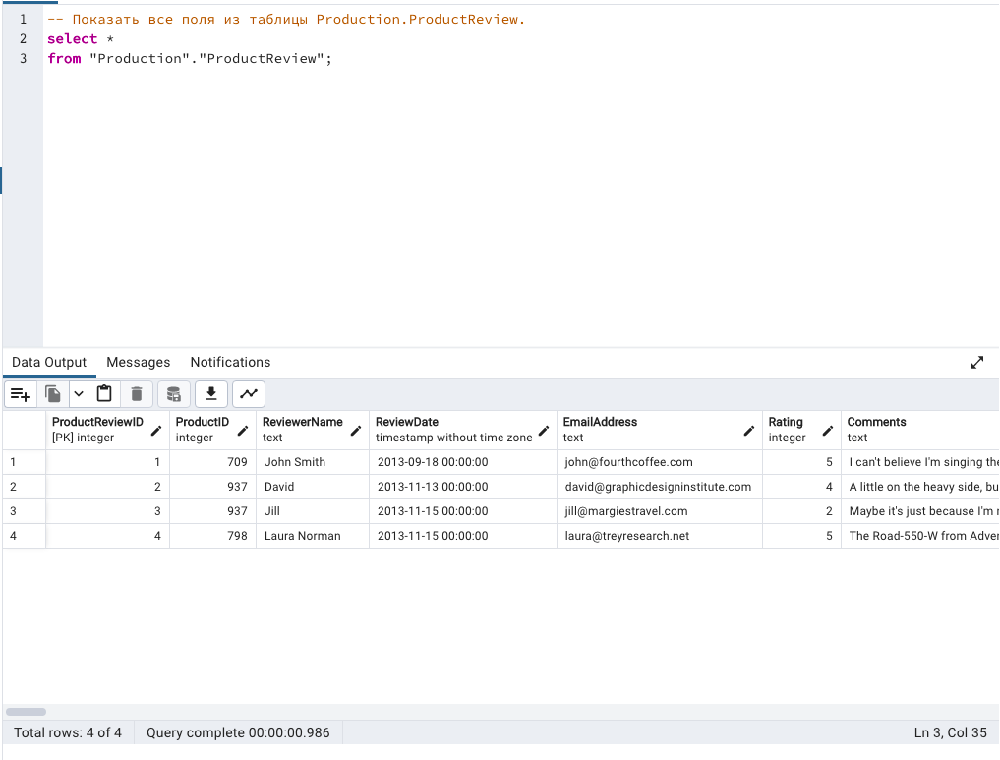 1 -- Показать все поля из таблицы Production.ProductReview.
2 select *
3 from "Production"."ProductReview";
Data Output Messages Notifications
ProductReviewID ProductID ReviewerName ReviewDate EmailAddress Rating Comments
[PK] integer integer text timestamp without time zone text integer text
1 1 709 John Smith 2013-09-18 00:00:00 john@fourthcoffee.com 5 I can't believe I'm singing the
2 2 937 David 2013-11-13 00:00:00 david@graphicdesigninstitute.com 4 A little on the heavy side, bu
3 3 937 Jill 2013-11-15 00:00:00 jill@margiestravel.com 2 Maybe it's just because I'm
4 4 798 Laura Norman 2013-11-15 00:00:00 laura@treyresearch.net 5 The Road-550-W from Adver
Total rows: 4 of 4 Query complete 00:00:00.986 Ln 3, Col 35